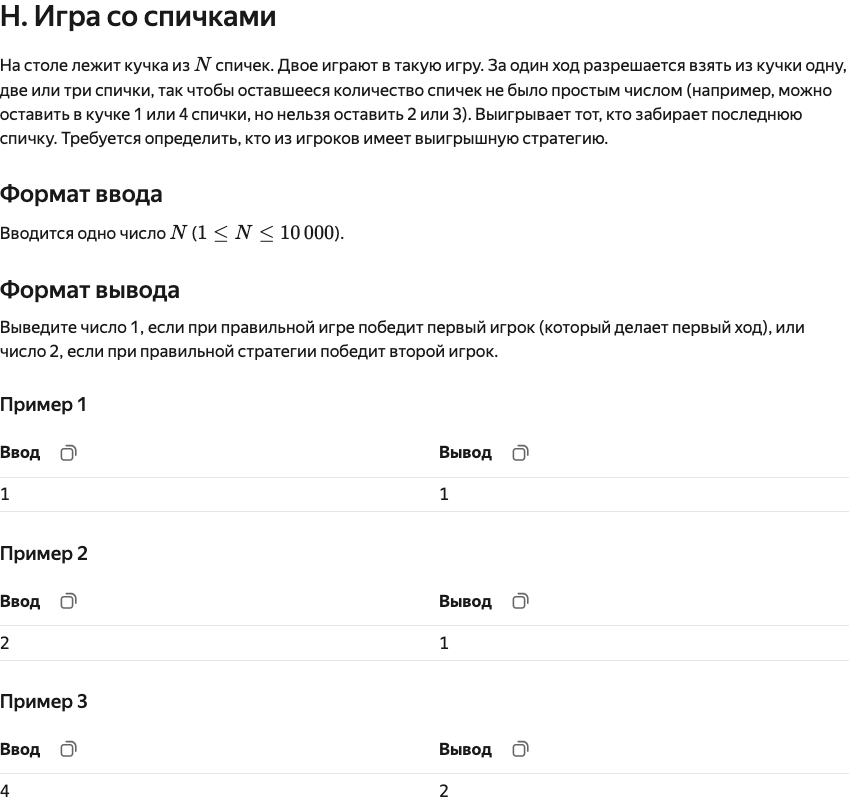 H. Игра со спичками
На столе лежит кучка из N спичек. Двое играют в такую игру. За один ход разрешается взять из кучки одну,
две или три спички, так чтобы оставшееся количество спичек не было простым числом (например, можно
оставить в кучке 1 или 4 спички, но нельзя оставить 2 или 3). Выигрывает тот, кто забирает последнюю
спичку. Требуется определить, кто из игроков имеет выигрышную стратегию.
Формат ввода
Вводится одно число N (1 ≤ N ≤ 10 000).
Формат вывода
Выведите число 1, если при правильной игре победит первый игрок (который делает первый ход), или
число 2, если при правильной стратегии победит второй игрок.
Пример 1
Ввод Вывод
1 1
Пример 2
Ввод Вывод
2 1
Пример 3
Ввод Вывод
4 2